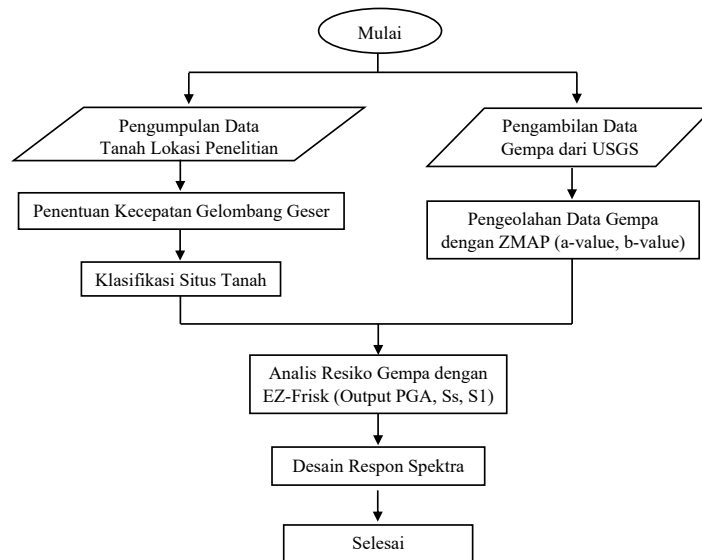 Mulai
Pengumpulan Data
Tanah Lokasi Penelitian
Penentuan Kecepatan Gelombang Geser
Klasifikasi Situs Tanah
Pengambilan Data
Gempa dari USGS
Pengeolahan Data Gempa
dengan ZMAP (a-value, b-value)
Analis Resiko Gempa dengan
EZ-Frisk (Output PGA, Ss, S1)
Desain Respon Spektra
Selesai